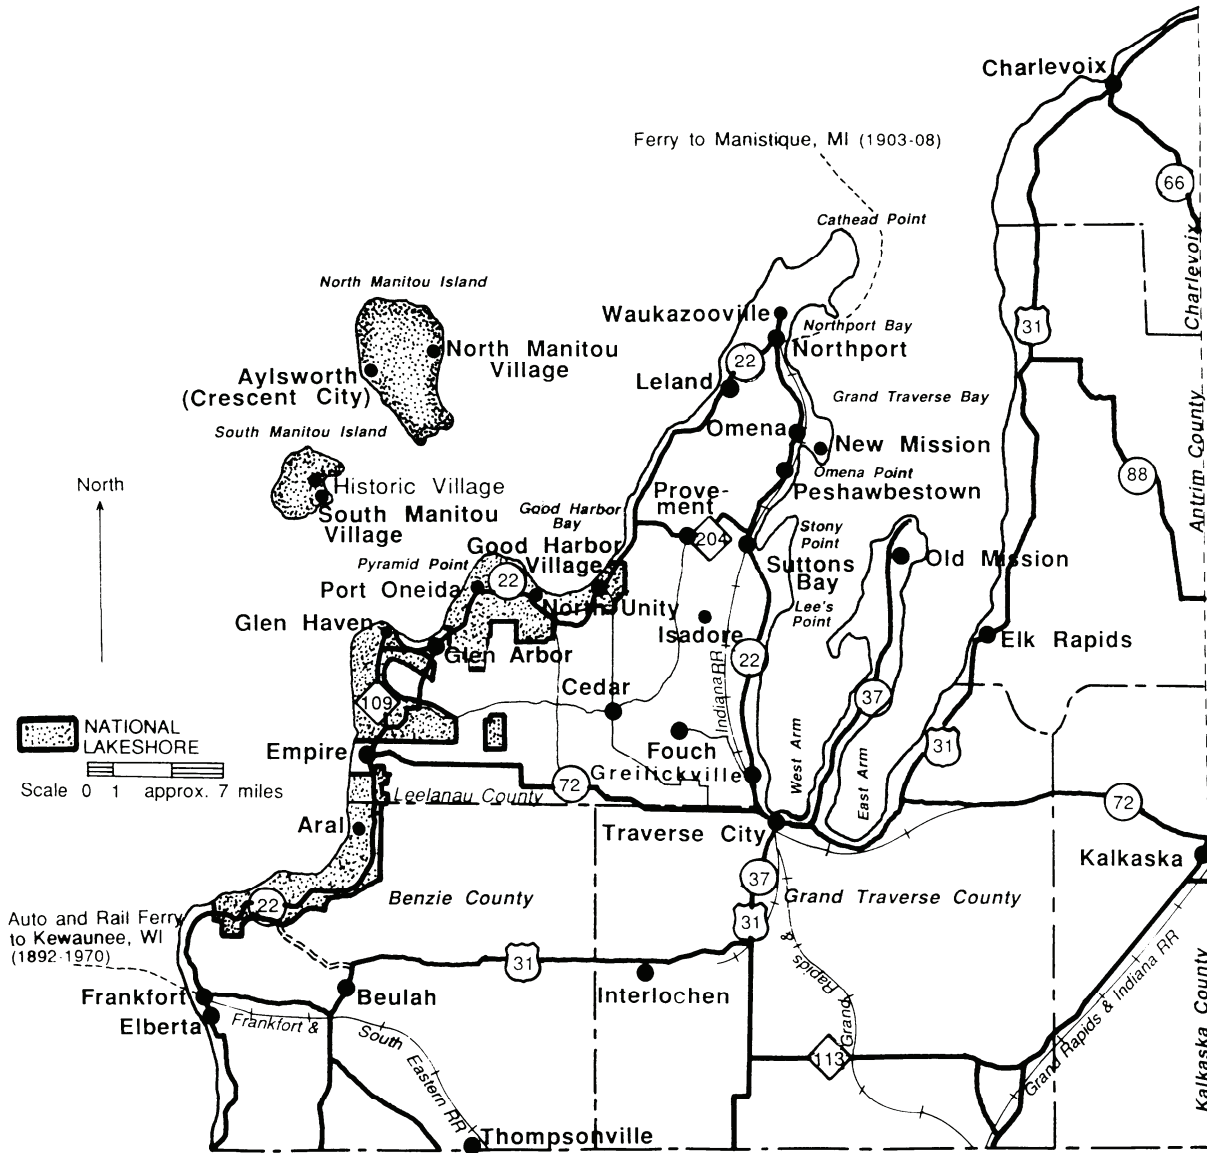 Charlevoix
Ferry to Manistique, MI (1903-08)
66
Cathead Point
Charlevoix
North Manitou Island
Waukazooville
Northport Bay
31
North Manitou
Village
Northport
22
Aylsworth
(Crescent City)
Leland
Grand Traverse Bay
South Manitou Island
Omena
New Mission
Antrim County
North
Historic Village
Omena Point
88
Prove-
ment
Peshawbestown
South Manitou
Village
Good Harbor
Bay
Stony
Point
204
Good Harbor
Village
Suttons
Bay
Old Mission
Pyramid Point
22
Port Oneida
North Unity
Lee's
Point
Glen Haven
Isadore
Elk Rapids
Glen Arbor
22
Indiana RR
Cedar
37
109
NATIONAL
LAKESHORE
Fouch
31
Empire
West Arm
Greilickville
East Arm
Scale 0 1 approx. 7 miles
Leelanau County
72
72
Aral
Traverse City
Kalkaska
37
Benzie County
Grand Traverse County
22
Auto and Rail Ferry
to Kewaunee, WI
(1892-1970)
31
31
Grand Rapids &
Interlochen
Frankfort
Beulah
Elberta
Frankfort &
South Eastern RR
113
Grand Rapids & Indiana RR
Kalkaska County
Thompsonville